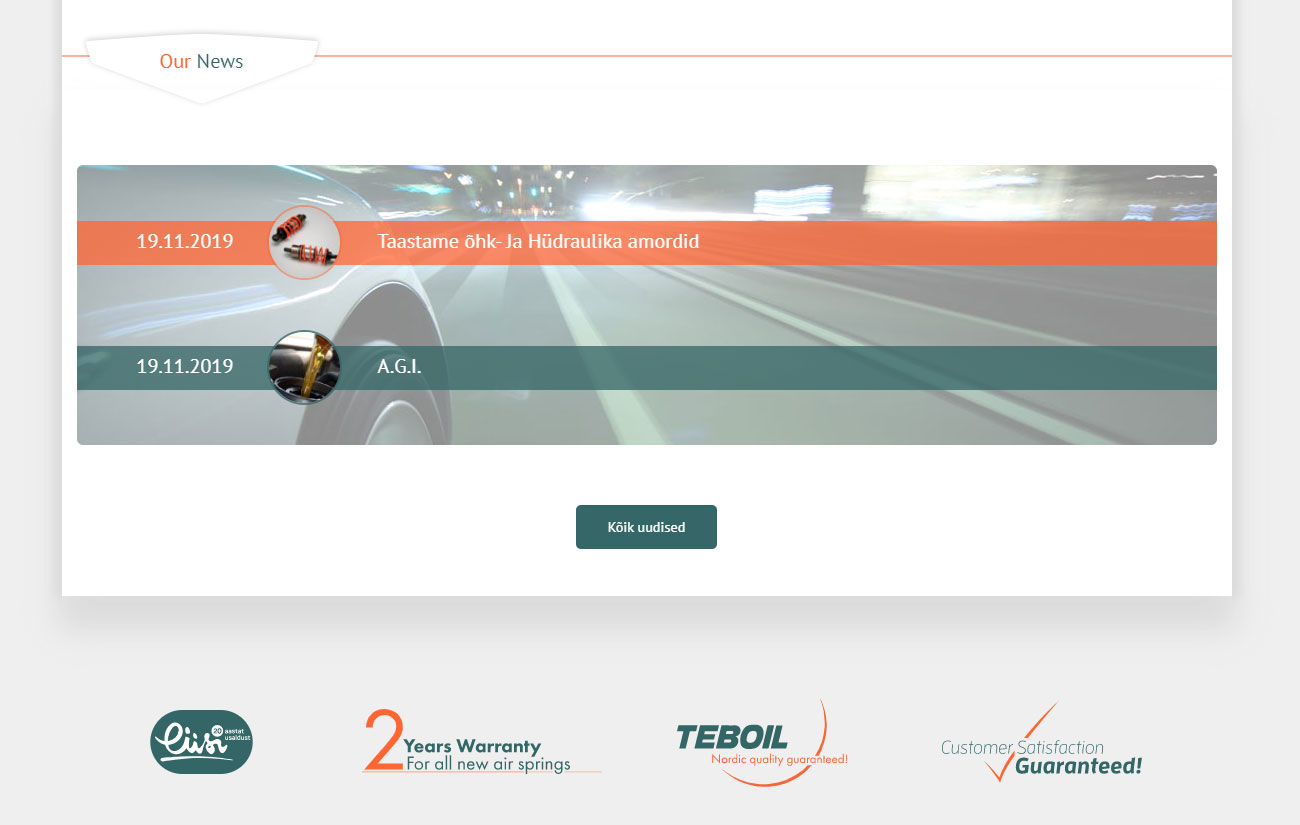 Our News
19.11.2019 Taastame õhk- Ja Hüdraulika amordid
19.11.2019 A.G.I.
Kõik uudised
liisi 20 aastat
usaldust
2 Years Warranty
For all new air springs
TEBOIL
Nordic quality guaranteed!
Customer Satisfaction
Guaranteed!